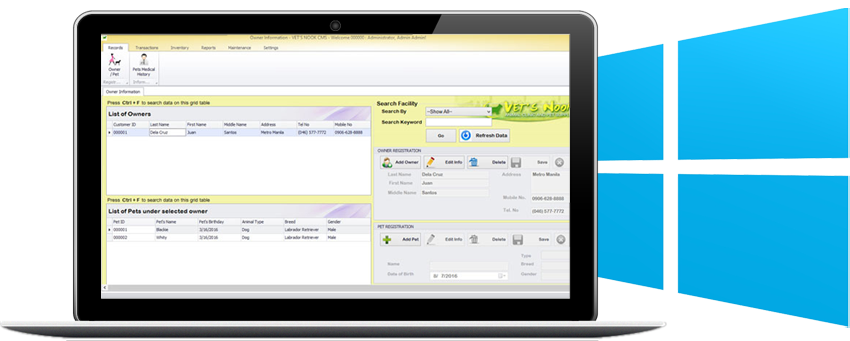 Owner Information - VET'S NOOK CMD - Welcome 000001: Administrator, Admin Admin!
Records Transactions Inventory Reports Maintenance Settings
Owner / Pet
Pets Medical History
Owner Information
Press Ctrl + F to search data on this grid table
List of Owners
Customer ID Last Name First Name Middle Name Address Tel No Mobile No
000001 Dela Cruz Juan Santos Metro Manila (046) 577-7772 0906-628-8888
Press Ctrl + F to search data on this grid table
List of Pets under selected owner
Pet ID Pet's Name Pet's Birthday Animal Type Breed Gender
000001 Blackie 3/16/2016 Dog Labrador Retriever Male
000002 Whity 3/16/2016 Dog Labrador Retriever Male
Search Facility
Search By --Show All--
Search Keyword
Go Refresh Data
VET'S NOOK
OWNER REGISTRATION
Add Owner Edit Info Delete Save
Last Name Dela Cruz Address Metro Manila
First Name Juan
Middle Name Santos
Mobile No. 0906-628-8888
Tel. No. (046) 577-7772
PET REGISTRATION
Add Pet Edit Info Delete Save
Type
Name Breed
Date of Birth 5/ 7/2016 Gender